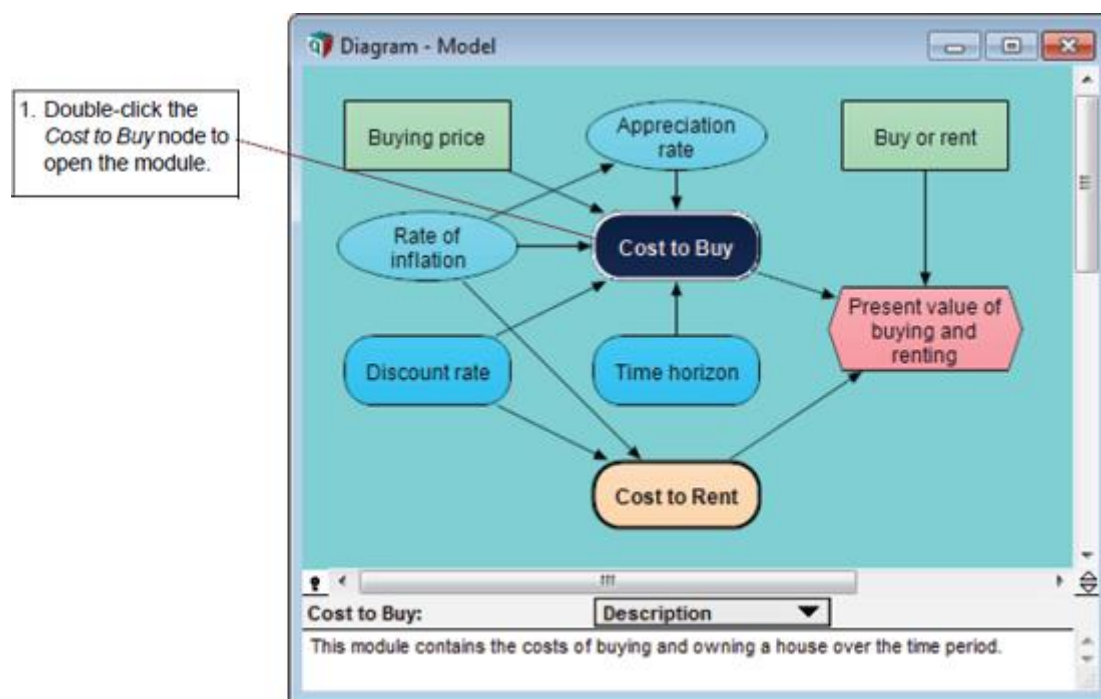 Diagram - Model
1. Double-click the
Cost to Buy node to
open the module.
Buying price
Appreciation
rate
Buy or rent
Rate of
inflation
Cost to Buy
Present value of
buying and
renting
Discount rate
Time horizon
Cost to Rent
Cost to Buy:
Description
This module contains the costs of buying and owning a house over the time period.